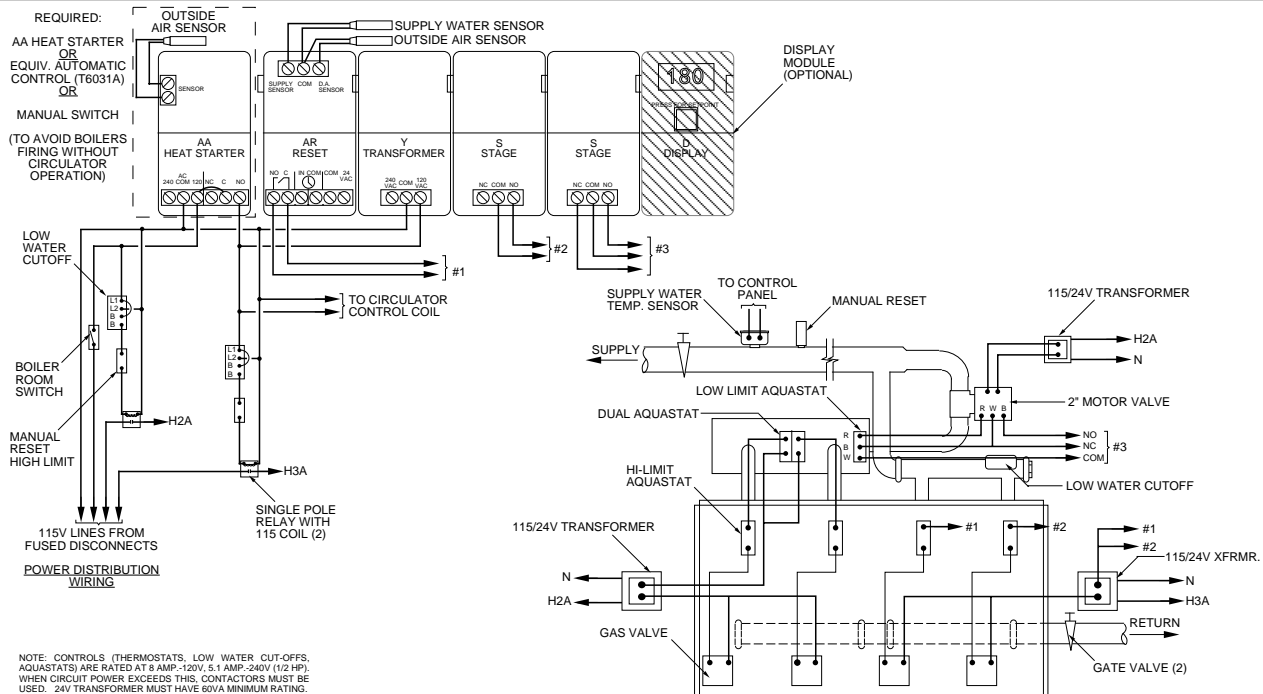 REQUIRED:
AA HEAT STARTER
OR
EQUIV. AUTOMATIC
CONTROL (T6031A)
OR
MANUAL SWITCH
(TO AVOID BOILERS
FIRING WITHOUT
CIRCULATOR
OPERATION)
OUTSIDE
AIR SENSOR
SENSOR
AA
HEAT STARTER
240 AC COM 120 NC C NO
SUPPLY WATER SENSOR
OUTSIDE AIR SENSOR
SUPPLY SENSOR COM O.A. SENSOR
AR
RESET
NO C IN COM COM 24 VAC
Y
TRANSFORMER
240 VAC COM 120 VAC
S
STAGE
NC COM NO
S
STAGE
NC COM NO
180
PRESS FOR SETPOINT
D
DISPLAY
DISPLAY
MODULE
(OPTIONAL)
#1
#2
#3
LOW
WATER
CUTOFF
L1
L2
B
B
L1
L2
B
B
TO CIRCULATOR
CONTROL COIL
BOILER
ROOM
SWITCH
MANUAL
RESET
HIGH LIMIT
H2A
H3A
SINGLE POLE
RELAY WITH
115 COIL (2)
115V LINES FROM
FUSED DISCONNECTS
POWER DISTRIBUTION
WIRING
SUPPLY WATER
TEMP. SENSOR
TO CONTROL
PANEL
MANUAL RESET
115/24V TRANSFORMER
H2A
N
SUPPLY
LOW LIMIT AQUASTAT
R W B
2" MOTOR VALVE
DUAL AQUASTAT
R
B
W
NO
NC
COM
#3
HI-LIMIT
AQUASTAT
LOW WATER CUTOFF
115/24V TRANSFORMER
#1
#2
#1
#2
115/24V XFRMR.
N
H2A
N
H3A
GAS VALVE
RETURN
GATE VALVE (2)
NOTE: CONTROLS (THERMOSTATS, LOW WATER CUT-OFFS,
AQUASTATS) ARE RATED AT 8 AMP.-120V, 5.1 AMP.-240V (1/2 HP).
WHEN CIRCUIT POWER EXCEEDS THIS, CONTACTORS MUST BE
USED. 24V TRANSFORMER MUST HAVE 60VA MINIMUM RATING.